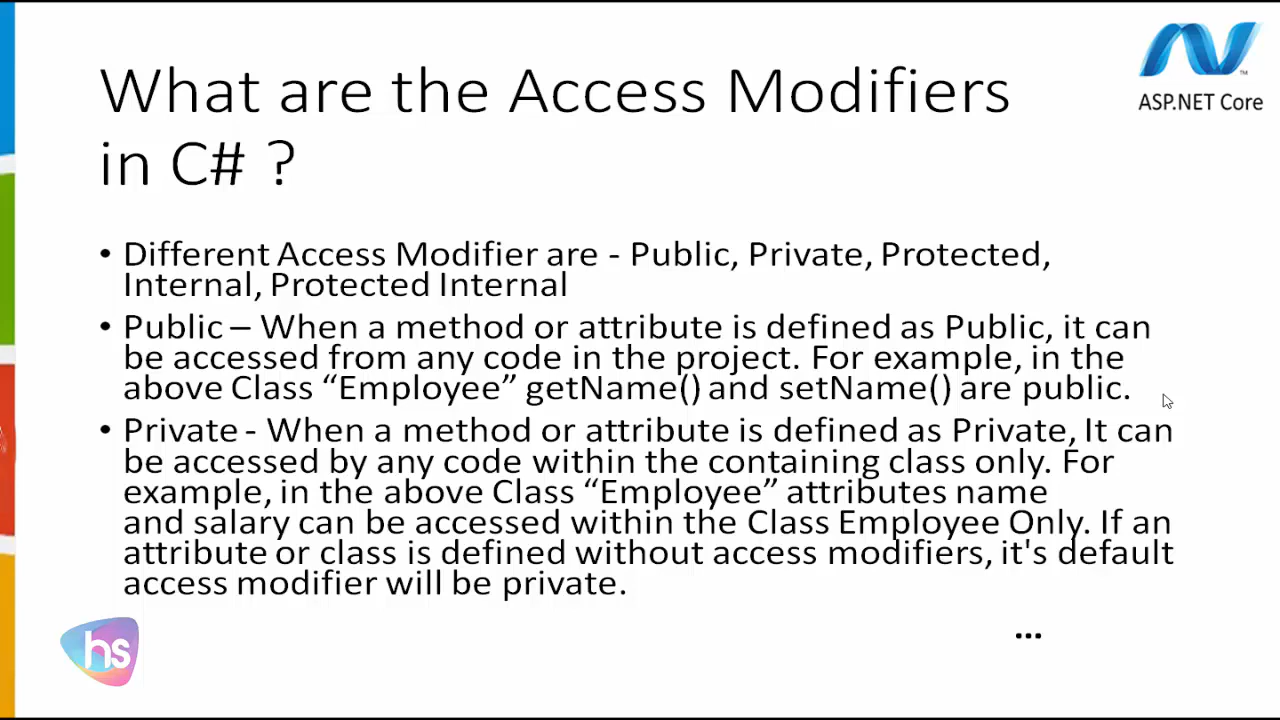 ASP.NET Core
What are the Access Modifiers
in C# ?
• Different Access Modifier are - Public, Private, Protected,
Internal, Protected Internal
• Public – When a method or attribute is defined as Public, it can
be accessed from any code in the project. For example, in the
above Class “Employee” getName() and setName() are public.
• Private - When a method or attribute is defined as Private, It can
be accessed by any code within the containing class only. For
example, in the above Class “Employee” attributes name
and salary can be accessed within the Class Employee Only. If an
attribute or class is defined without access modifiers, it's default
access modifier will be private.
...
hs